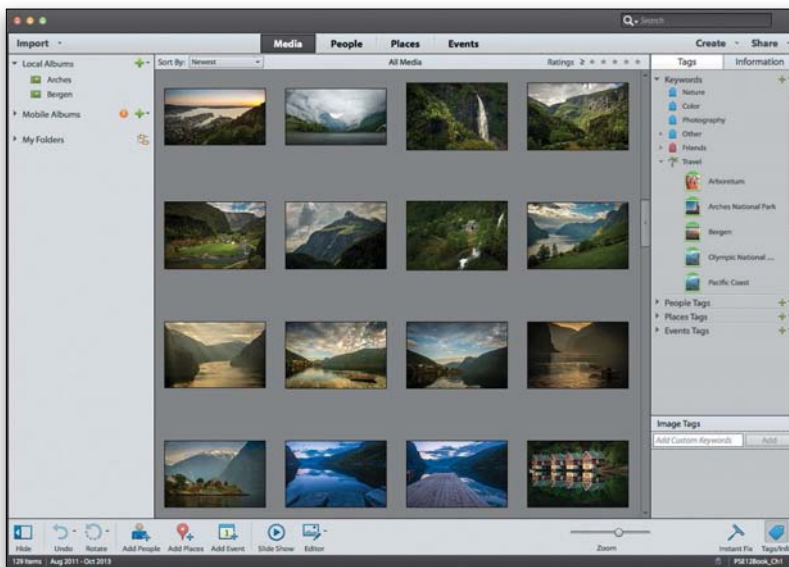 Search
Import
Media People Places Events
Create Share
Local Albums
Arches
Bergen
Mobile Albums
My Folders
Sort By: Newest
All Media
Ratings ≥
Tags Information
Keywords
Nature
Color
Photography
Other
Friends
Travel
Arboretum
Arches National Park
Bergen
Olympic National ...
Pacific Coast
People Tags
Places Tags
Events Tags
Image Tags
Add Custom Keywords Add
Hide Undo Rotate Add People Add Places Add Event Slide Show Editor Zoom Instant Fix Tags/Info
129 Items Aug 2011 - Oct 2013 PSE12Book_Ch1